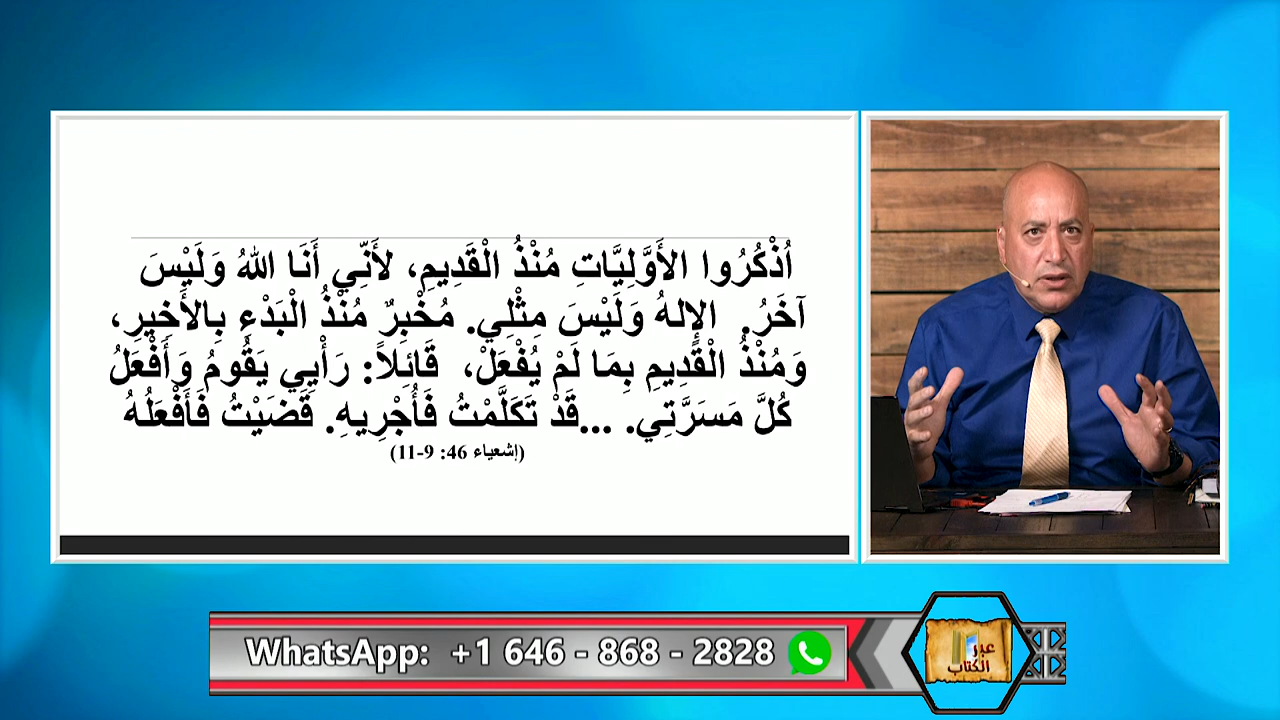 اُذْكُرُوا الأَوَّلِيَّاتِ مُنْذُ الْقَدِيمِ، لأَنِّي أَنَا اللهُ وَلَيْسَ
آخَرُ. الإِلهُ وَلَيْسَ مِثْلِي. مُخْبِرٌ مُنْذُ الْبَدْءِ بِالأَخِيرِ،
وَمُنْذُ الْقَدِيمِ بِمَا لَمْ يُفْعَلْ، قَائِلاً: رَأْيِي يَقُومُ وَأَفْعَلُ
كُلَّ مَسَرَّتِي. ...قَدْ تَكَلَّمْتُ فَأُجْرِيهِ. قَضَيْتُ فَأَفْعَلُهُ
(إشعياء 46: 9-11)
WhatsApp: +1 646 - 868 - 2828
عبر
الكتاب